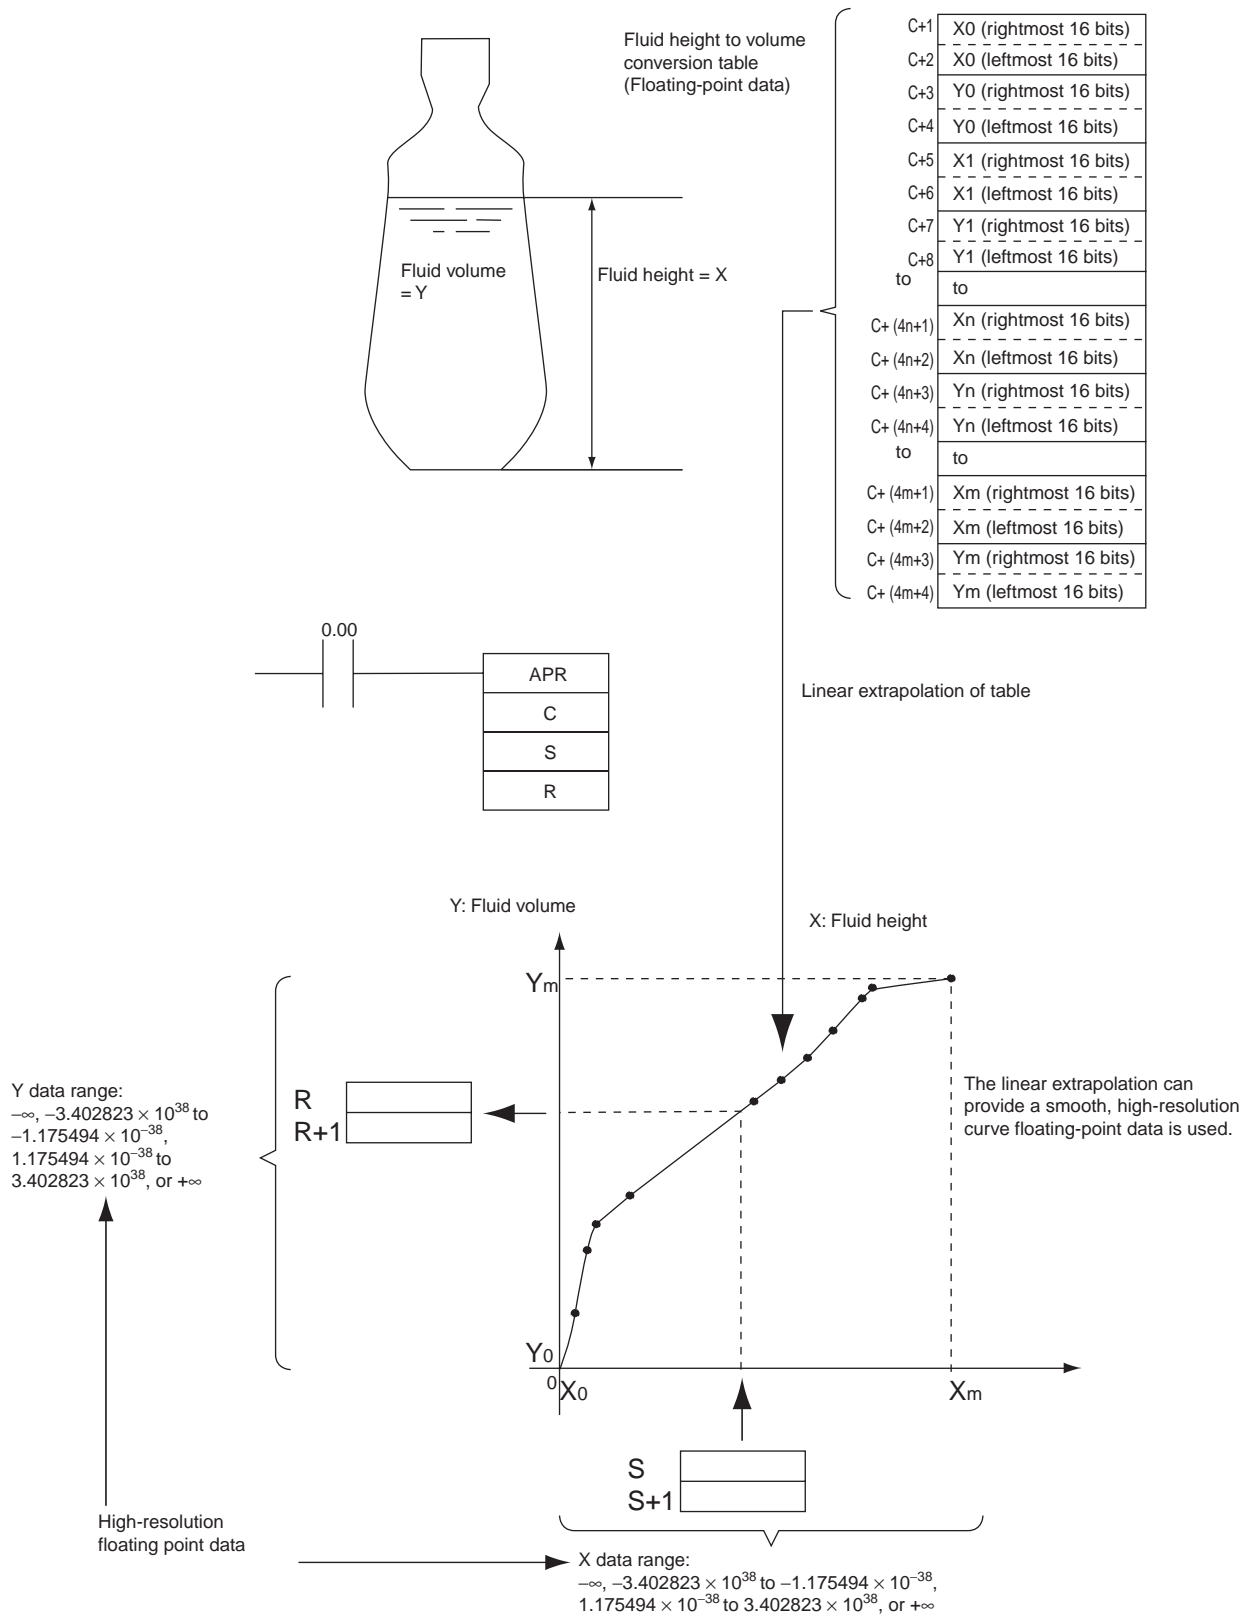 Fluid height to volume
conversion table
(Floating-point data)
C+1 X0 (rightmost 16 bits)
C+2 X0 (leftmost 16 bits)
C+3 Y0 (rightmost 16 bits)
C+4 Y0 (leftmost 16 bits)
C+5 X1 (rightmost 16 bits)
C+6 X1 (leftmost 16 bits)
C+7 Y1 (rightmost 16 bits)
C+8 Y1 (leftmost 16 bits)
to to
C+ (4n+1) Xn (rightmost 16 bits)
C+ (4n+2) Xn (leftmost 16 bits)
C+ (4n+3) Yn (rightmost 16 bits)
C+ (4n+4) Yn (leftmost 16 bits)
to to
C+ (4m+1) Xm (rightmost 16 bits)
C+ (4m+2) Xm (leftmost 16 bits)
C+ (4m+3) Ym (rightmost 16 bits)
C+ (4m+4) Ym (leftmost 16 bits)
Fluid volume
= Y
Fluid height = X
0.00
APR
C
S
R
Linear extrapolation of table
Y: Fluid volume
X: Fluid height
Ym
Y data range:
−∞, −3.402823 × 10³⁸ to
−1.175494 × 10⁻³⁸,
1.175494 × 10⁻³⁸ to
3.402823 × 10³⁸, or +∞
R
R+1
The linear extrapolation can
provide a smooth, high-resolution
curve floating-point data is used.
Y0
0
X0
Xm
S
S+1
High-resolution
floating point data
X data range:
−∞, −3.402823 × 10³⁸ to −1.175494 × 10⁻³⁸,
1.175494 × 10⁻³⁸ to 3.402823 × 10³⁸, or +∞